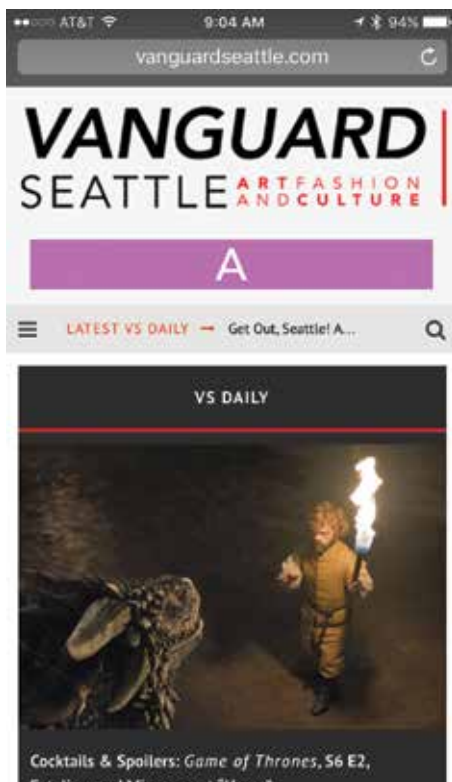 AT&T 9:04 AM 94%
vanguardseattle.com
VANGUARD
SEATTLE ART FASHION
AND CULTURE
A
LATEST VS DAILY → Get Out, Seattle! A...
VS DAILY
Cocktails & Spoilers: Game of Thrones, S6 E2,